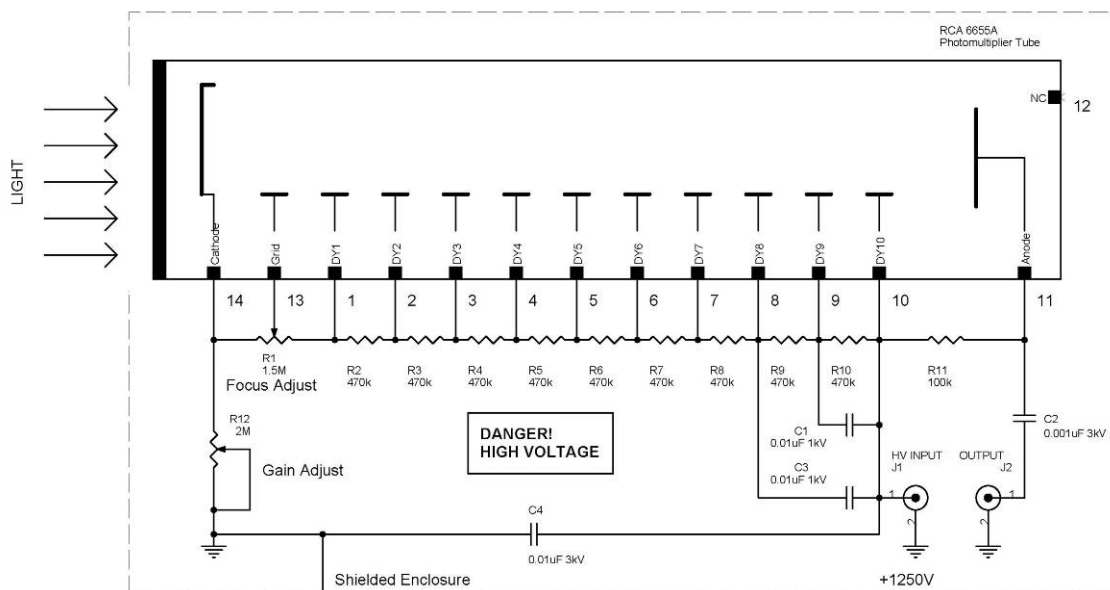 RCA 6655A
Photomultiplier Tube
NC
12
LIGHT
Cathode
Grid
DY1
DY2
DY3
DY4
DY5
DY6
DY7
DY8
DY9
DY10
Anode
14
13
1
2
3
4
5
6
7
8
9
10
11
R1
1.5M
Focus Adjust
R2
470k
R3
470k
R4
470k
R5
470k
R6
470k
R7
470k
R8
470k
R9
470k
R10
470k
R11
100k
R12
2M
Gain Adjust
DANGER!
HIGH VOLTAGE
C1
0.01uF 1kV
C2
0.001uF 3kV
C3
0.01uF 1kV
HV INPUT
J1
1
2
OUTPUT
J2
1
2
C4
0.01uF 3kV
Shielded Enclosure
+1250V